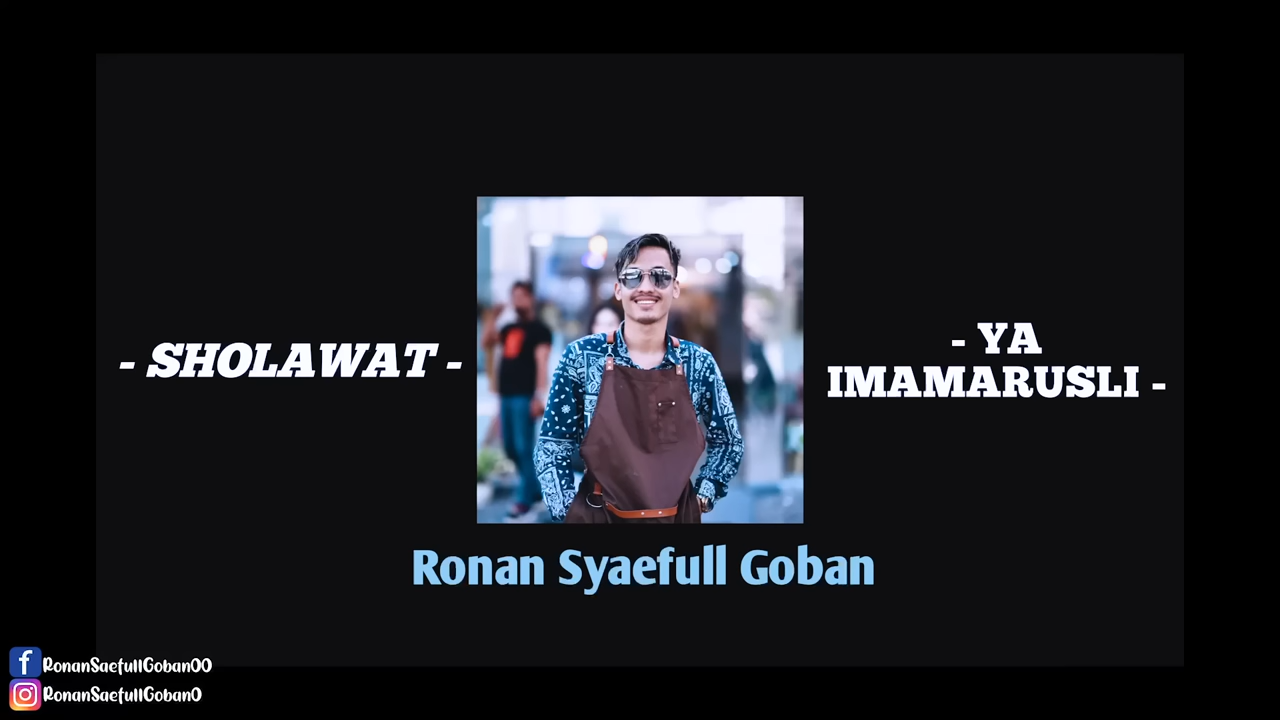 - SHOLAWAT -
- YA
IMAMARUSLI -
Ronan Syaefull Goban
RonanSaefullGoban00
RonanSaefullGoban0